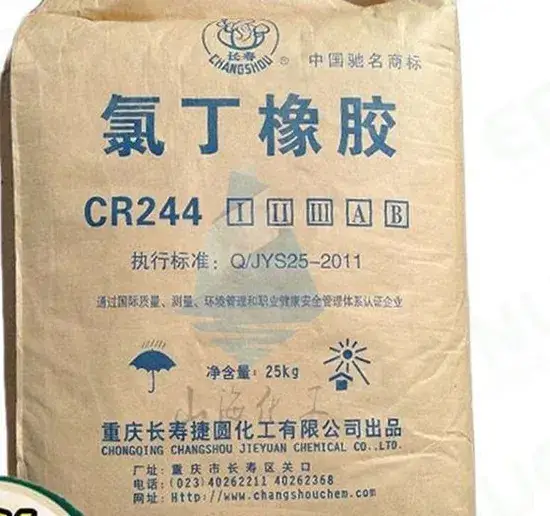 长寿
CHANGSHOU ® 中国驰名商标
氯丁橡胶
CR244 I II III A B
执行标准：Q/JYS25-2011
通过国际质量、测量、环境管理和职业健康安全管理体系认证企业
净含量：25kg
山海化工
重庆长寿捷圆化工有限公司出品
CHONGQING CHANGSHOU JIEYUAN CHEMICAL CO.,LTD.
厂址：重庆市长寿区关口
电话：(023)40262211 40262368
网址：Http://www.changshouchem.com